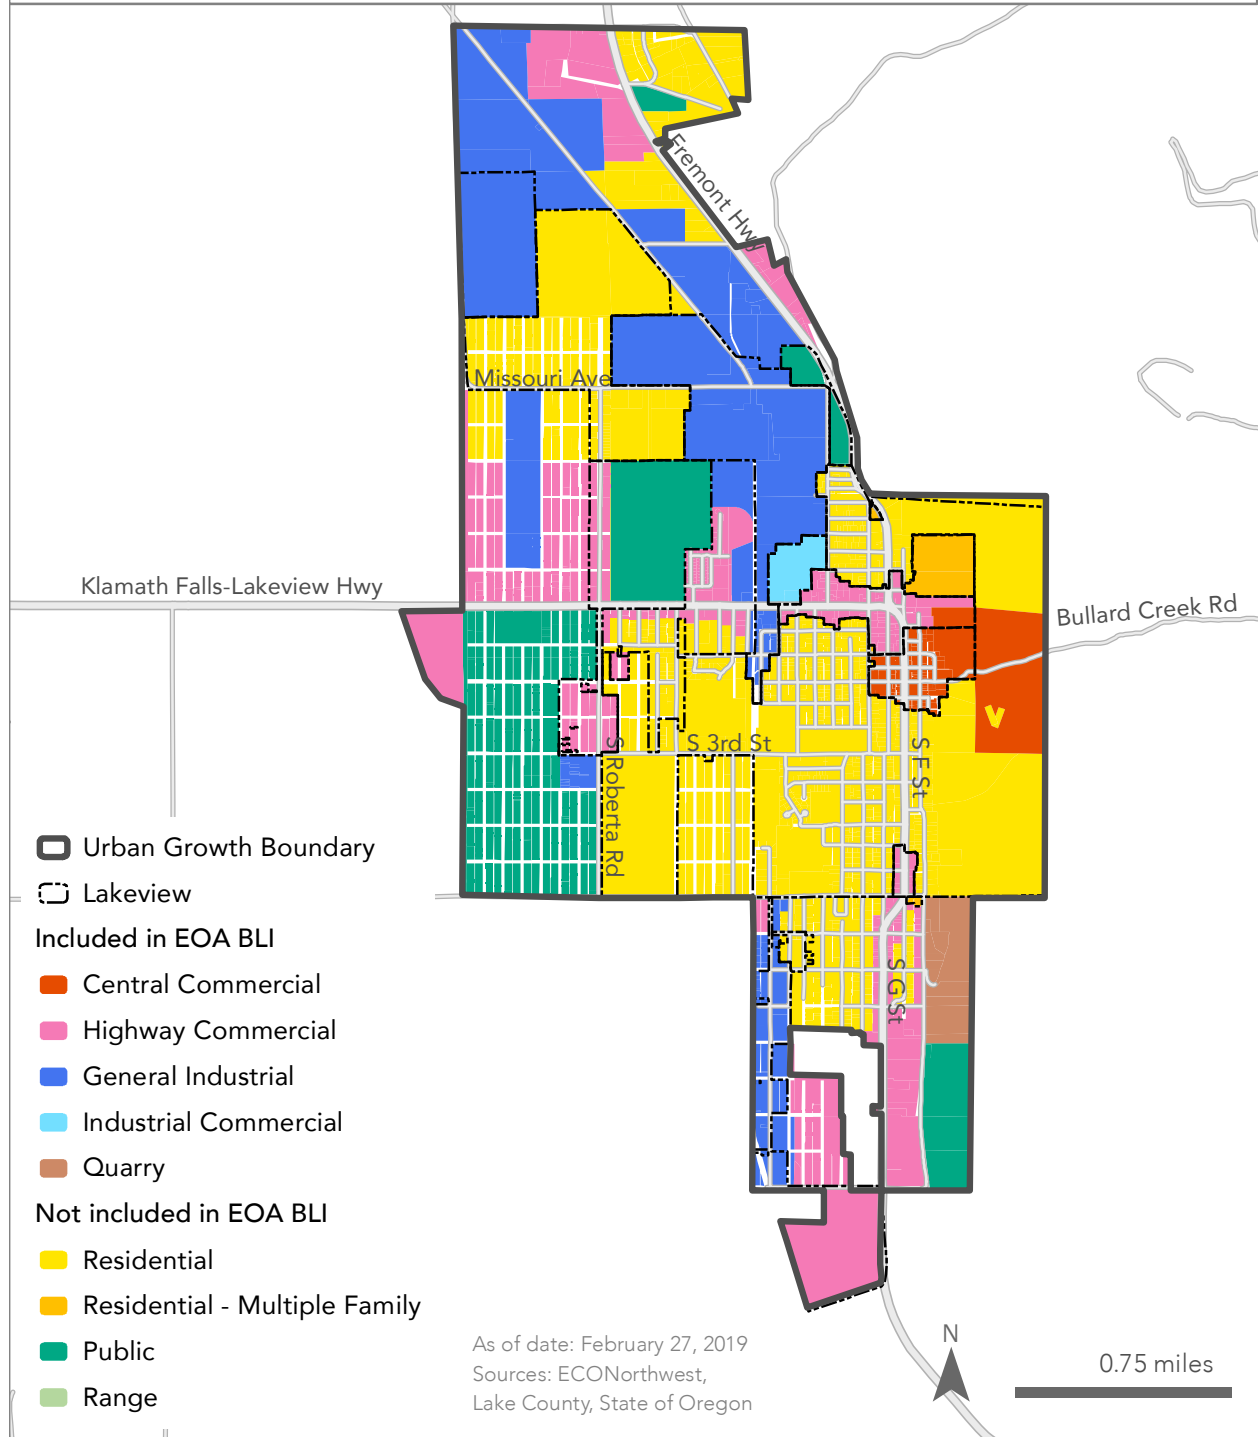 Fremont Hwy
Missouri Ave
Klamath Falls-Lakeview Hwy
Bullard Creek Rd
S 3rd St
S F St
S Roberta Rd
S G St
Urban Growth Boundary
Lakeview
Included in EOA BLI
Central Commercial
Highway Commercial
General Industrial
Industrial Commercial
Quarry
Not included in EOA BLI
Residential
Residential - Multiple Family
Public
Range
As of date: February 27, 2019
Sources: ECONorthwest,
Lake County, State of Oregon
N
0.75 miles